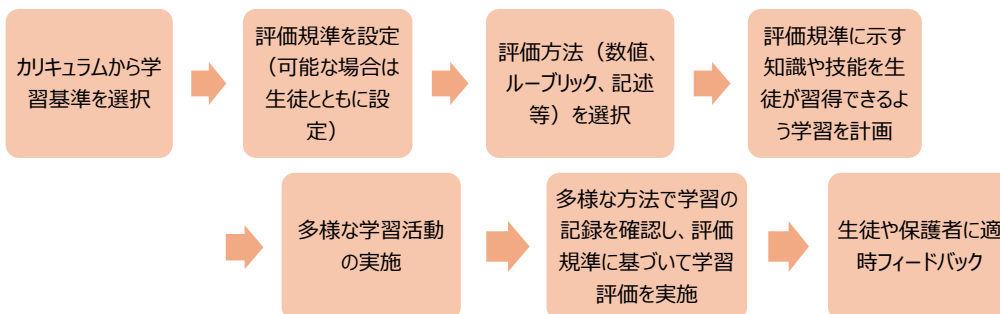 カリキュラムから学
習基準を選択
評価規準を設定
（可能な場合は
生徒とともに設
定）
評価方法（数値、
ルーブリック、記述
等）を選択
評価規準に示す
知識や技能を生
徒が習得できるよ
う学習を計画
多様な学習活動
の実施
多様な方法で学習の
記録を確認し、評価
規準に基づいて学習
評価を実施
生徒や保護者に適
時フィードバック